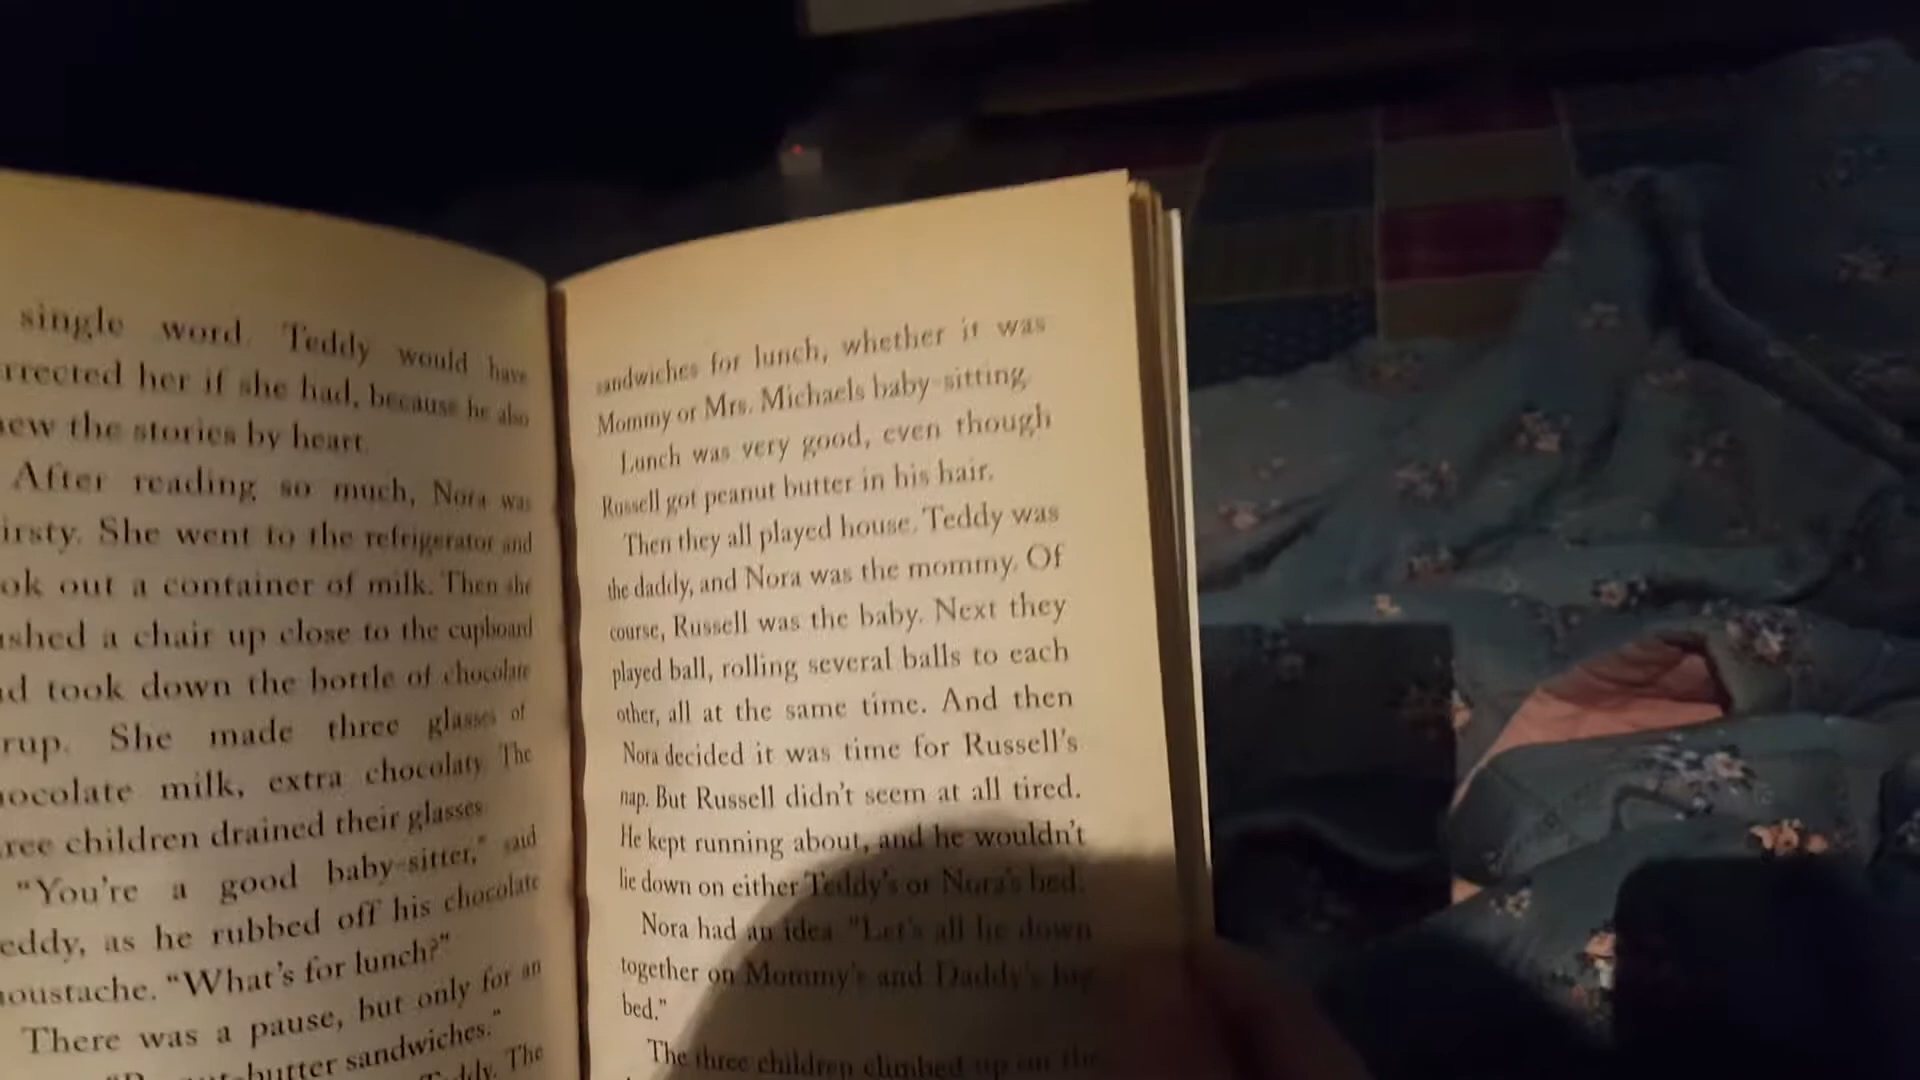 single word. Teddy would have
rrected her if she had, because he also
ew the stories by heart.
After reading so much, Nora was
irsty. She went to the refrigerator and
ok out a container of milk. Then she
shed a chair up close to the cupboard
d took down the bottle of chocolate
rup. She made three glasses of
ocolate milk, extra chocolaty. The
ree children drained their glasses
"You're a good baby-sitter," said
eddy, as he rubbed off his chocolate
oustache. "What's for lunch?"
There was a pause, but only for an
butter sandwiches."
The
sandwiches for lunch, whether it was
Mommy or Mrs. Michaels baby-sitting.
Lunch was very good, even though
Russell got peanut butter in his hair.
Then they all played house. Teddy was
the daddy, and Nora was the mommy. Of
course, Russell was the baby. Next they
played ball, rolling several balls to each
other, all at the same time. And then
Nora decided it was time for Russell's
nap. But Russell didn't seem at all tired.
He kept running about, and he wouldn't
lie down on either Teddy's or Nora's bed.
Nora had an idea. "Let's all lie down
together on Mommy's and Daddy's big
bed."
The three children climbed up on the